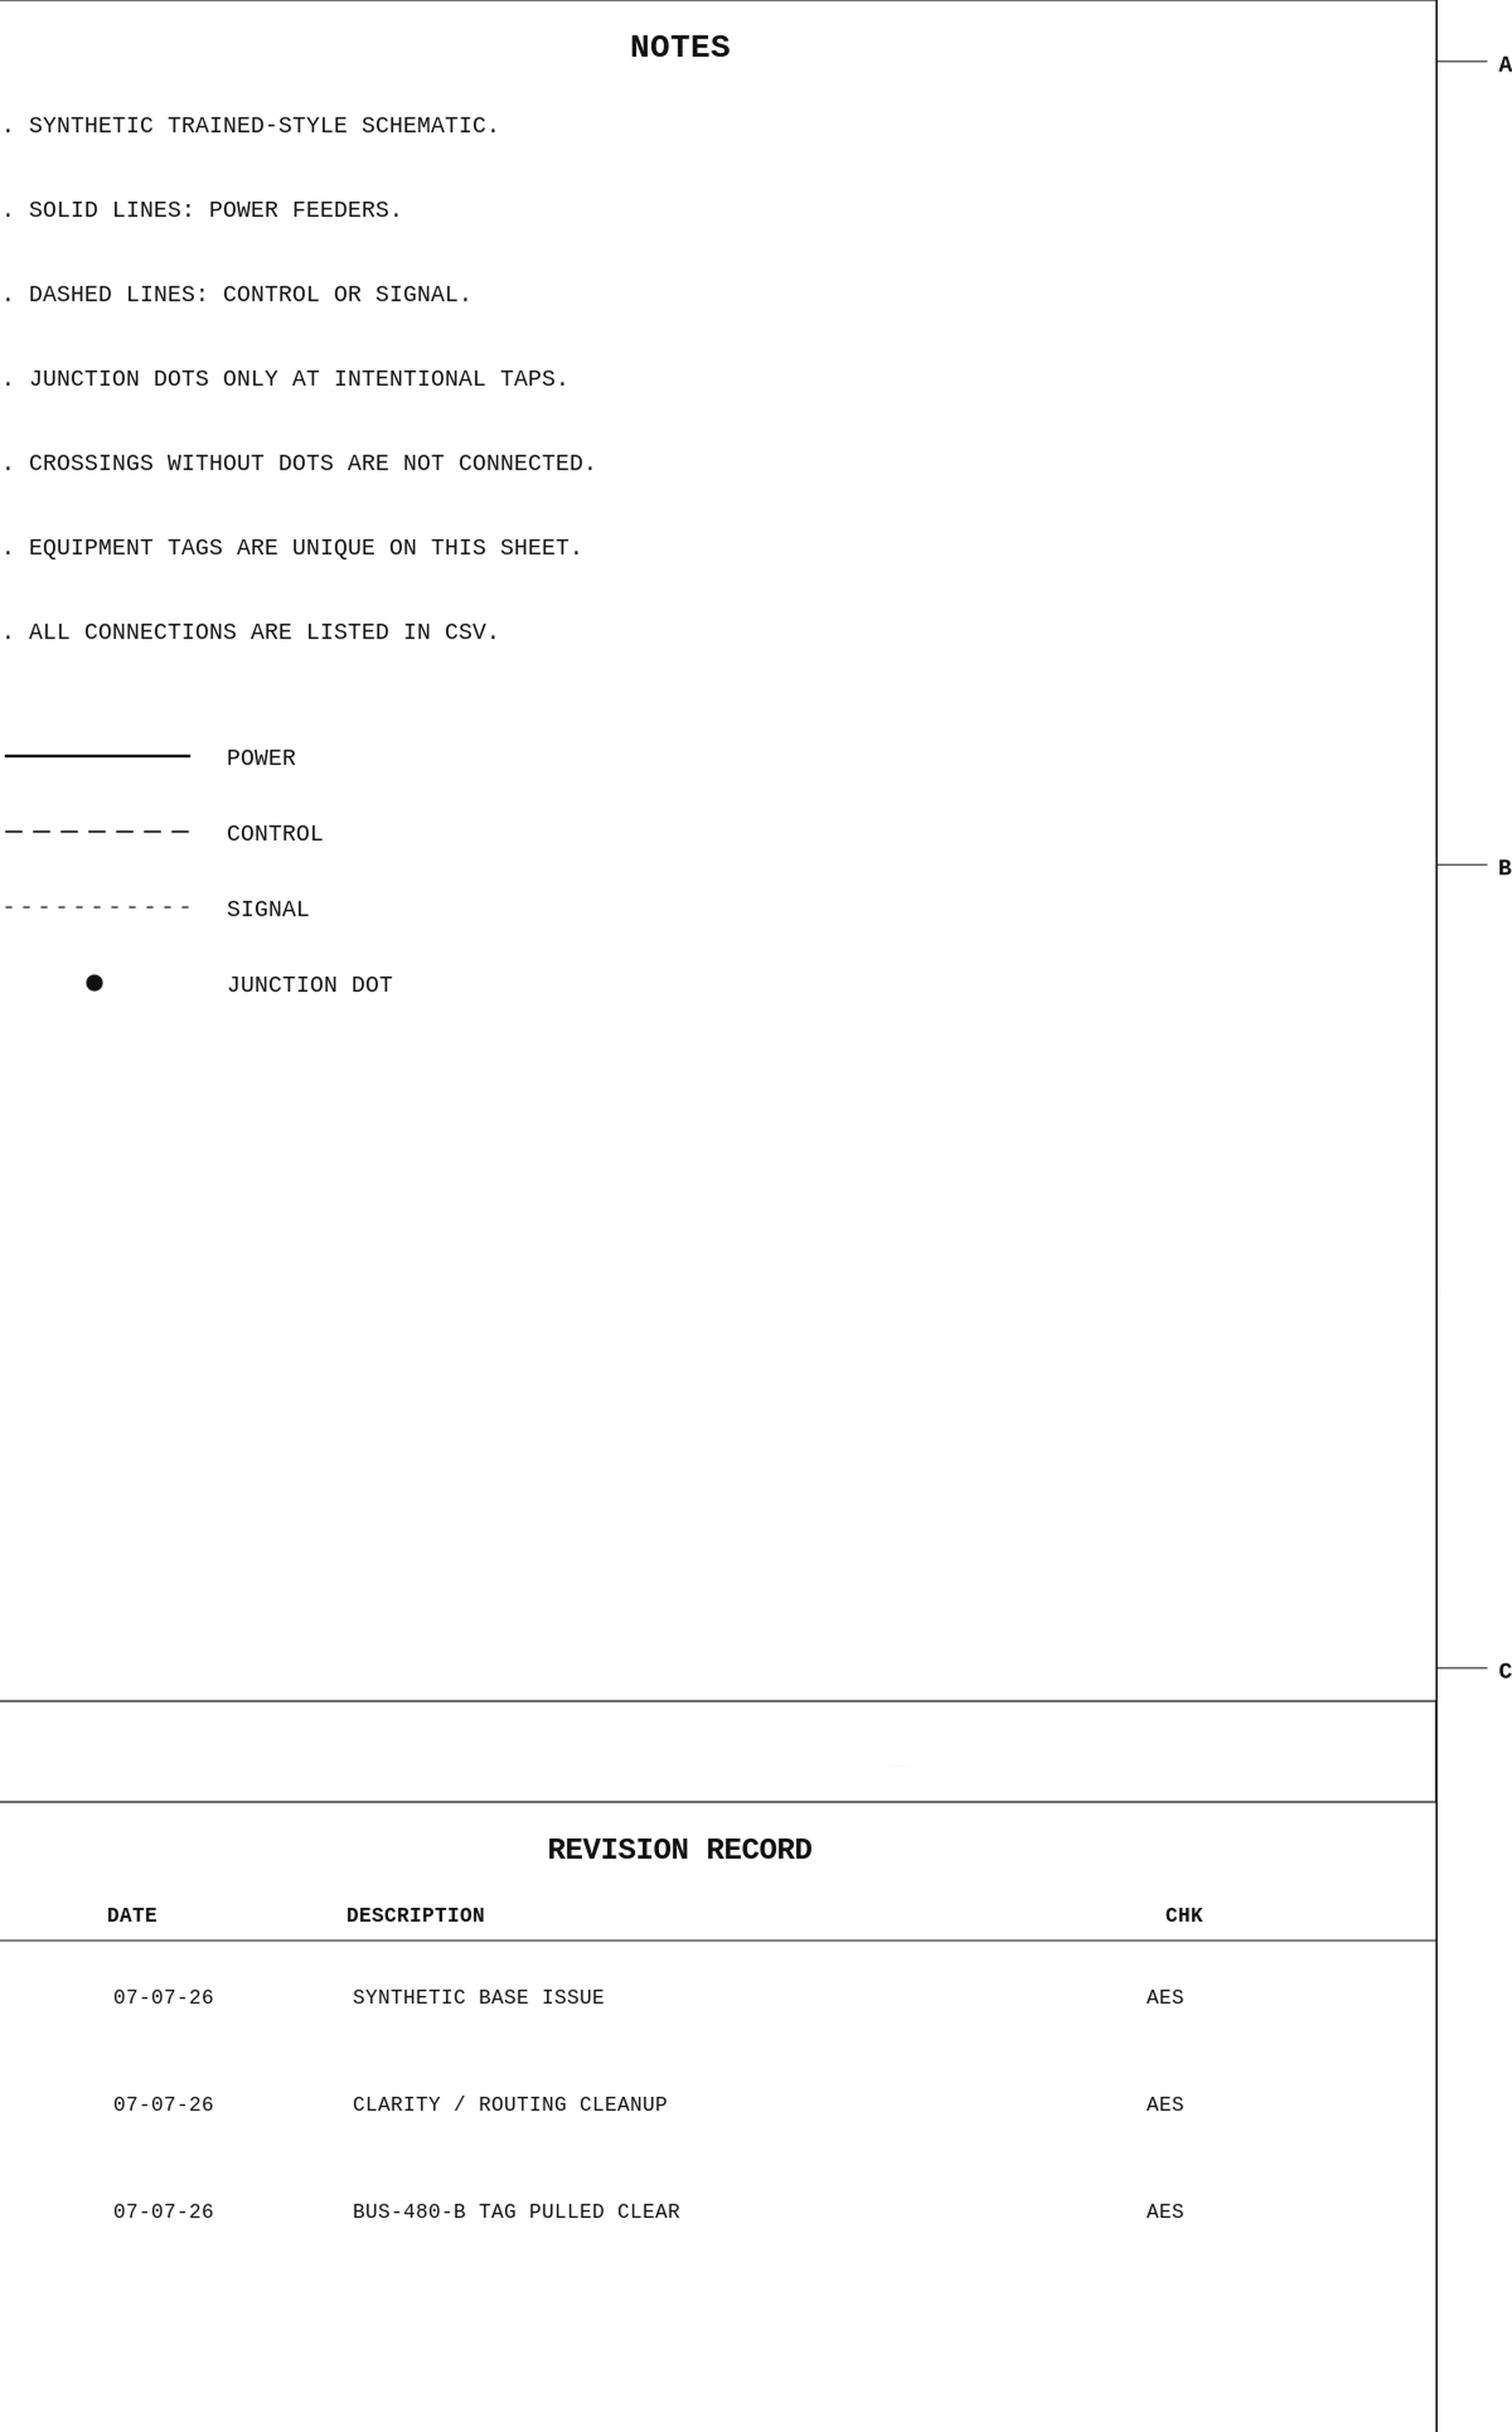 NOTES
A
. SYNTHETIC TRAINED-STYLE SCHEMATIC.
. SOLID LINES: POWER FEEDERS.
. DASHED LINES: CONTROL OR SIGNAL.
. JUNCTION DOTS ONLY AT INTENTIONAL TAPS.
. CROSSINGS WITHOUT DOTS ARE NOT CONNECTED.
. EQUIPMENT TAGS ARE UNIQUE ON THIS SHEET.
. ALL CONNECTIONS ARE LISTED IN CSV.
POWER
CONTROL
B
SIGNAL
JUNCTION DOT
C
REVISION RECORD
DATE DESCRIPTION CHK
07-07-26 SYNTHETIC BASE ISSUE AES
07-07-26 CLARITY / ROUTING CLEANUP AES
07-07-26 BUS-480-B TAG PULLED CLEAR AES